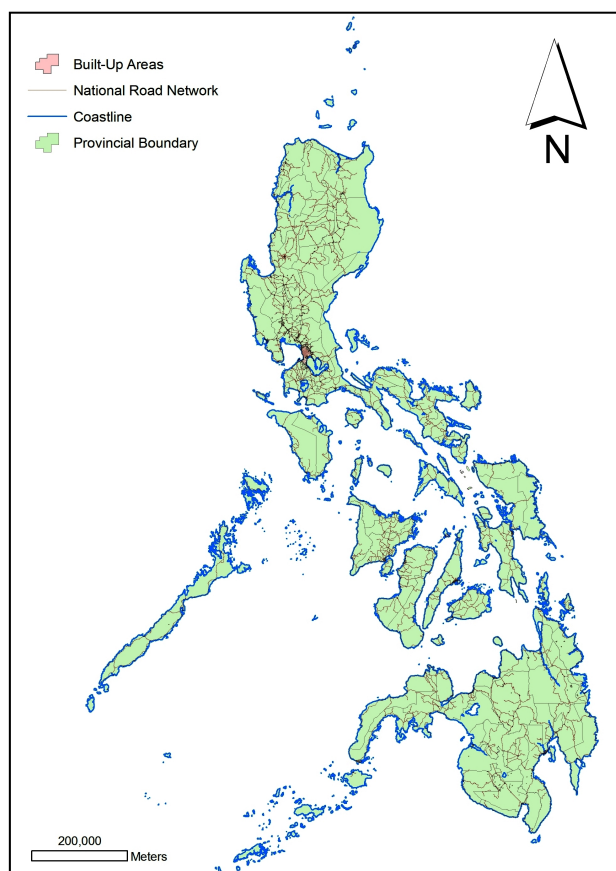 Built-Up Areas
National Road Network
Coastline
Provincial Boundary
N
200,000
Meters